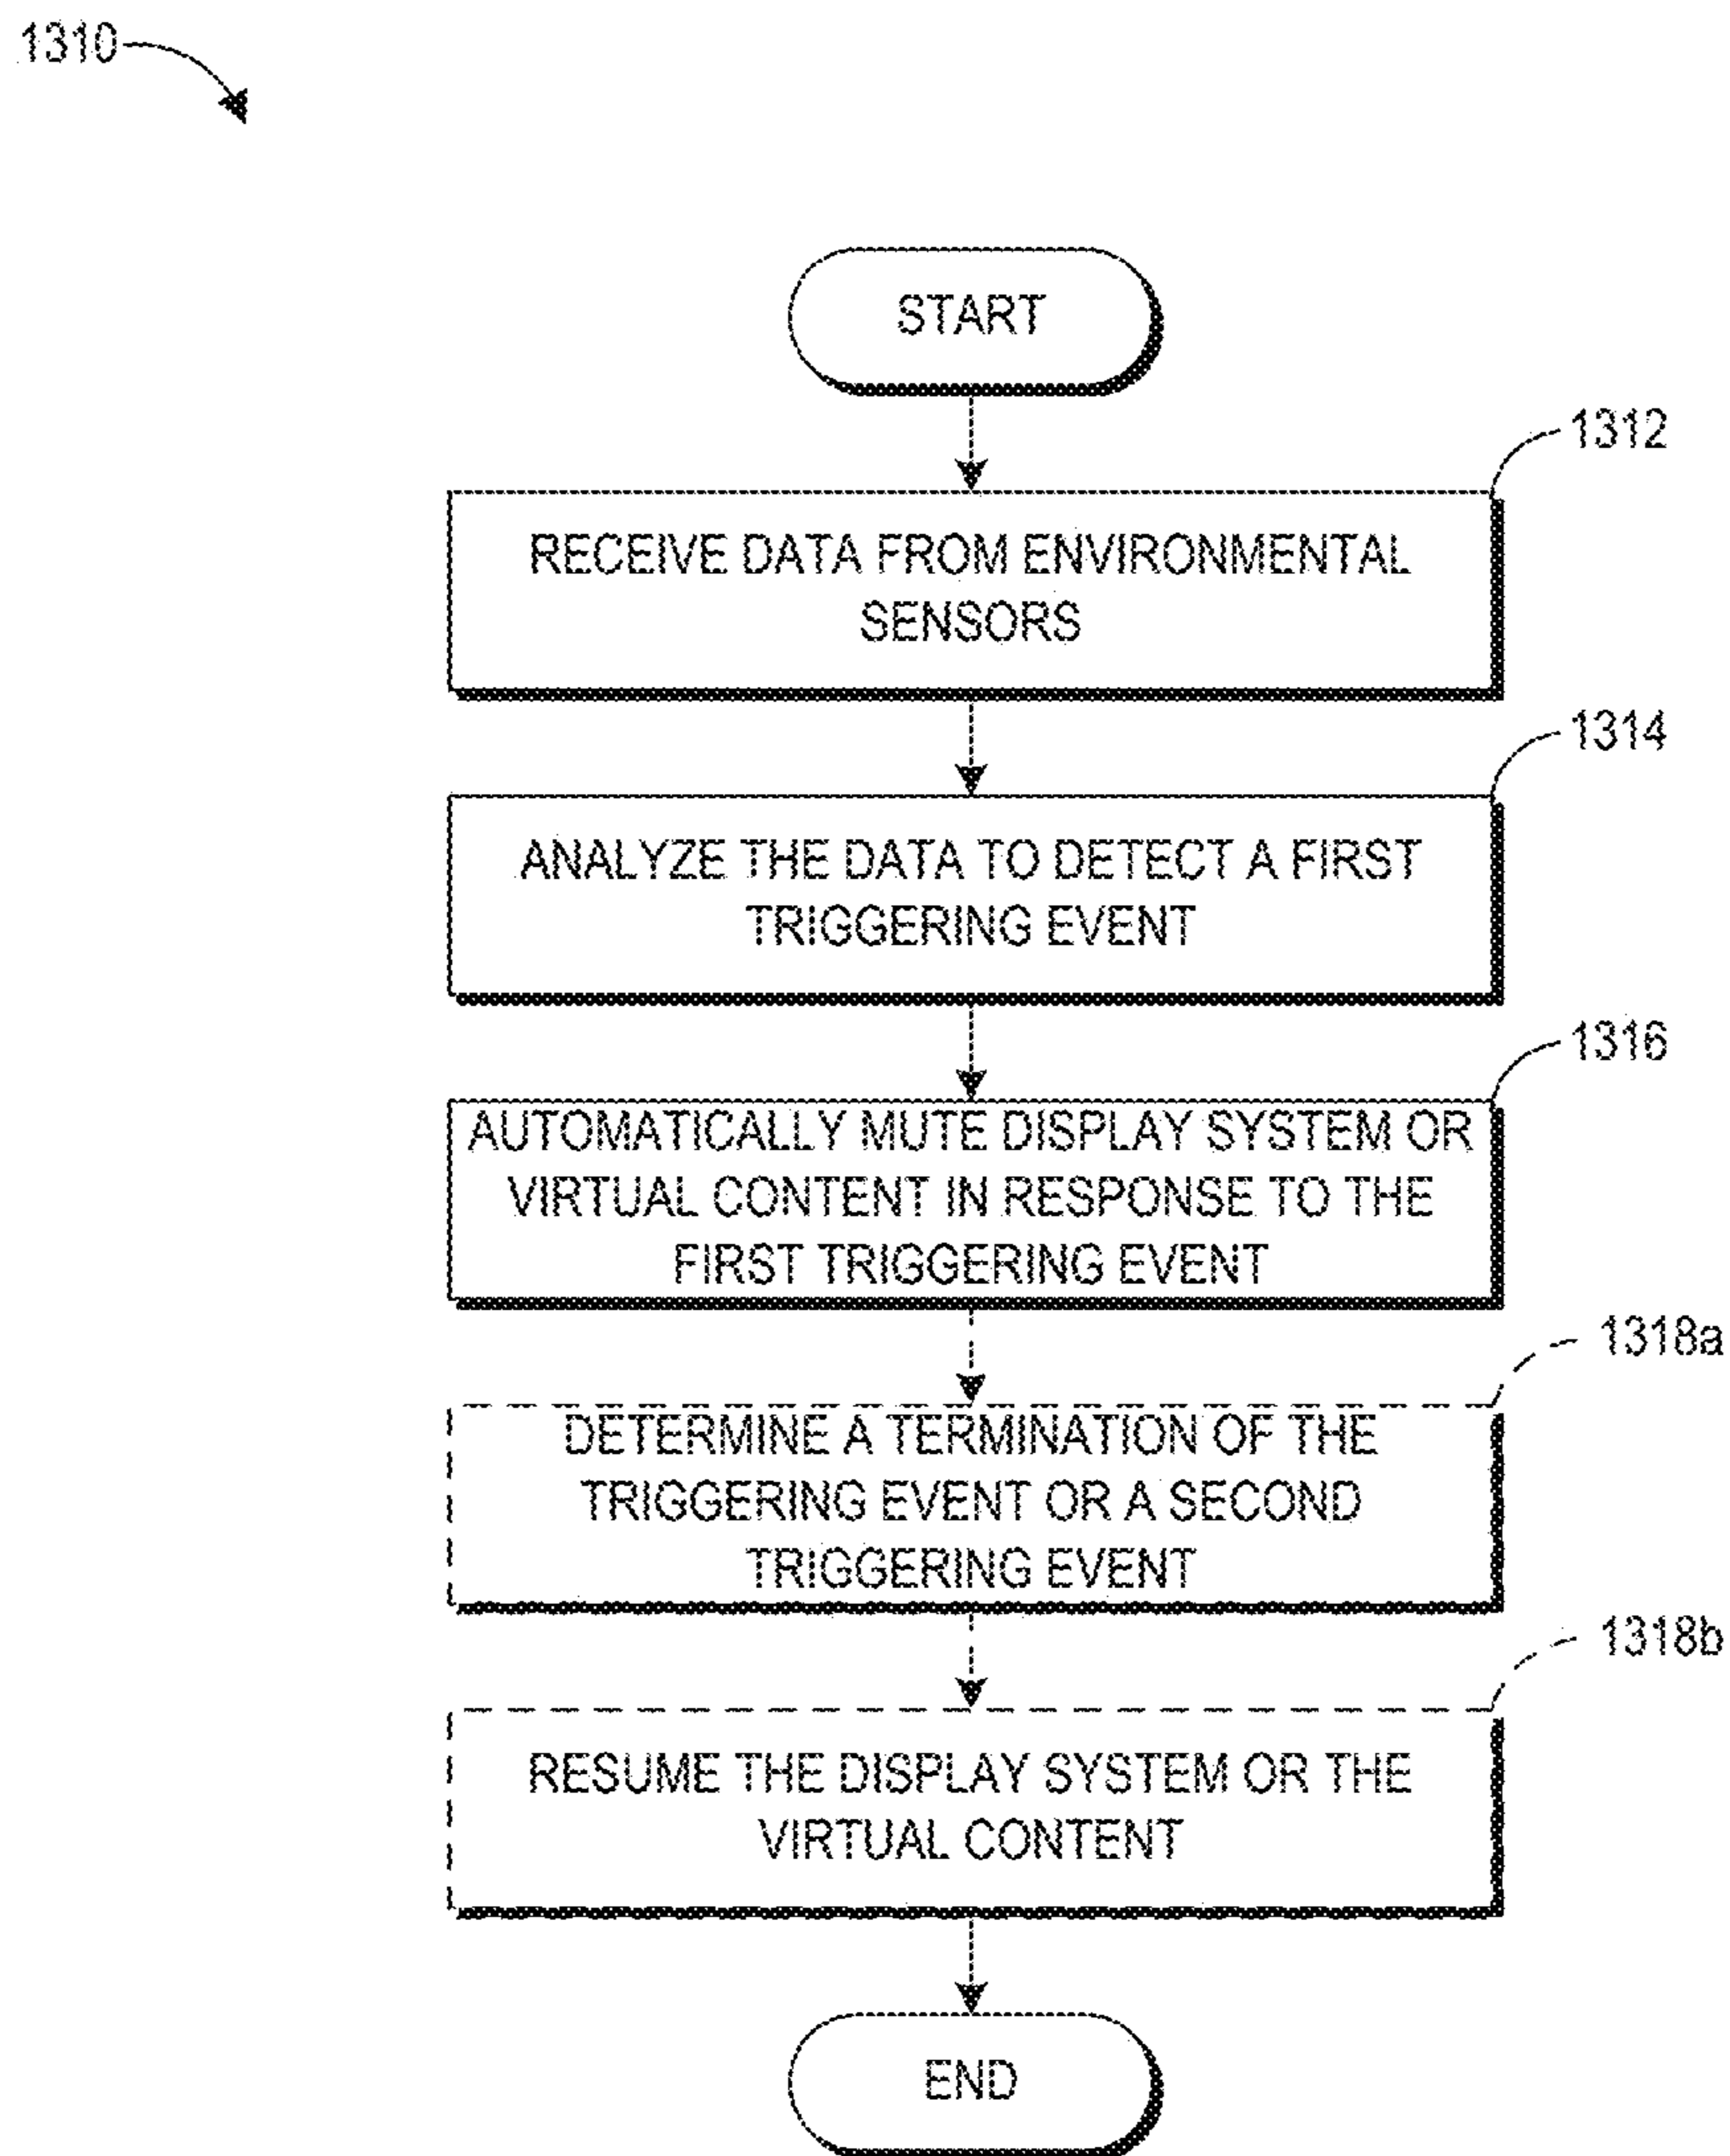 1310
START
1312
RECEIVE DATA FROM ENVIRONMENTAL
SENSORS
1314
ANALYZE THE DATA TO DETECT A FIRST
TRIGGERING EVENT
1316
AUTOMATICALLY MUTE DISPLAY SYSTEM OR
VIRTUAL CONTENT IN RESPONSE TO THE
FIRST TRIGGERING EVENT
1318a
DETERMINE A TERMINATION OF THE
TRIGGERING EVENT OR A SECOND
TRIGGERING EVENT
1318b
RESUME THE DISPLAY SYSTEM OR THE
VIRTUAL CONTENT
END